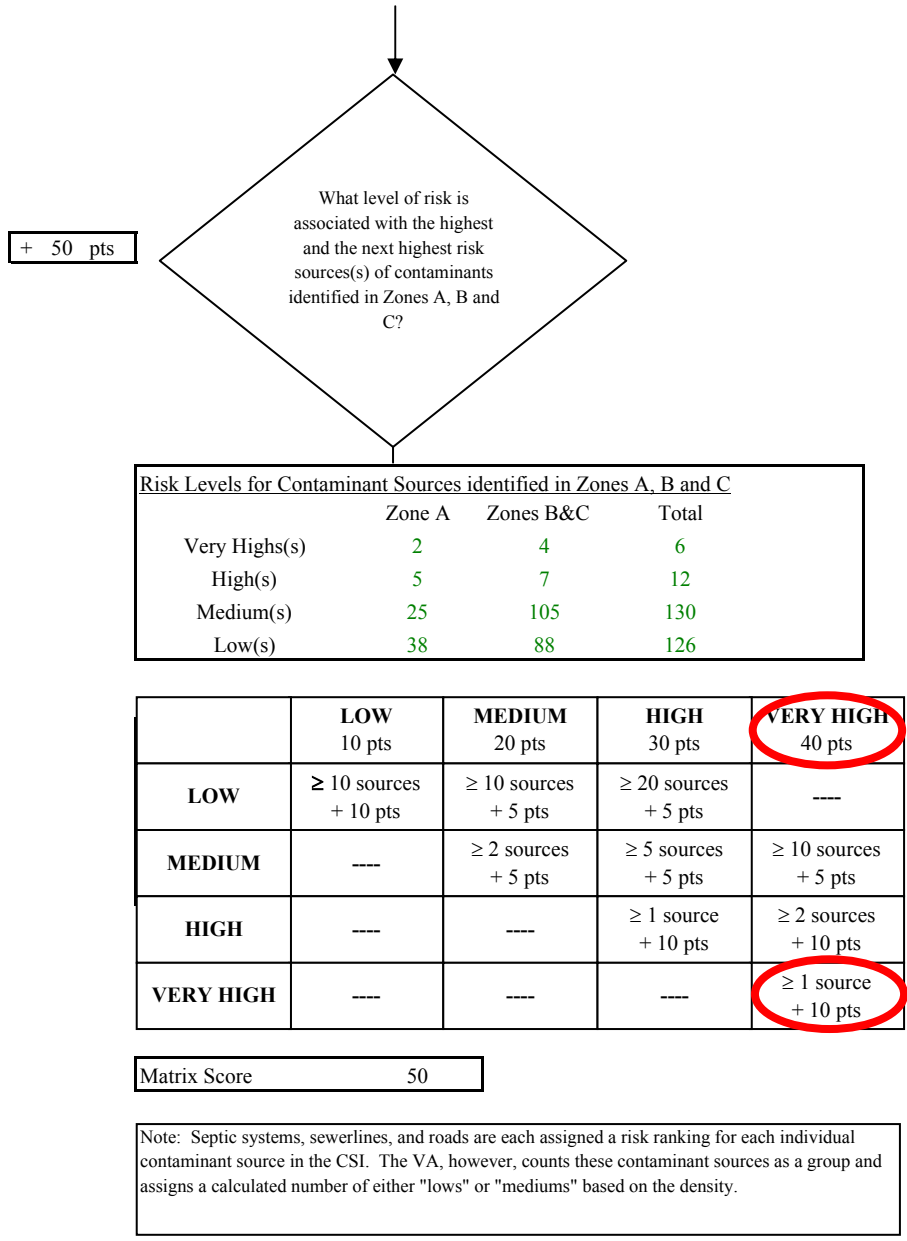 What level of risk is
associated with the highest
and the next highest risk
sources(s) of contaminants
identified in Zones A, B and
C?
+ 50 pts
Risk Levels for Contaminant Sources identified in Zones A, B and C
Zone A Zones B&C Total
Very Highs(s) 2 4 6
High(s) 5 7 12
Medium(s) 25 105 130
Low(s) 38 88 126
LOW MEDIUM HIGH VERY HIGH
10 pts 20 pts 30 pts 40 pts
LOW ≥ 10 sources ≥ 10 sources ≥ 20 sources ----
+ 10 pts + 5 pts + 5 pts
MEDIUM ---- ≥ 2 sources ≥ 5 sources ≥ 10 sources
+ 5 pts + 5 pts + 5 pts
HIGH ---- ---- ≥ 1 source ≥ 2 sources
+ 10 pts + 10 pts
VERY HIGH ---- ---- ---- ≥ 1 source
+ 10 pts
Matrix Score 50
Note: Septic systems, sewerlines, and roads are each assigned a risk ranking for each individual
contaminant source in the CSI. The VA, however, counts these contaminant sources as a group and
assigns a calculated number of either "lows" or "mediums" based on the density.